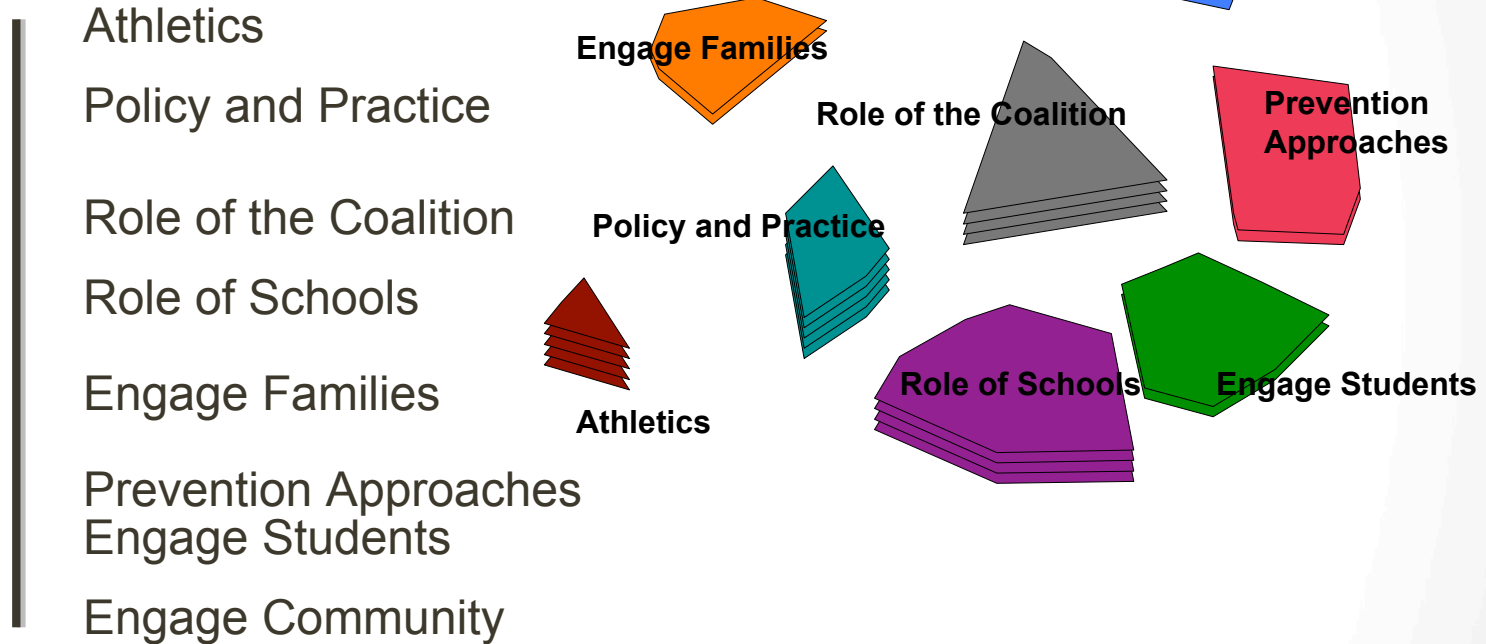 Athletics
Policy and Practice
Role of the Coalition
Role of Schools
Engage Families
Prevention Approaches
Engage Students
Engage Community
Engage Families
Role of the Coalition
Prevention
Approaches
Policy and Practice
Role of Schools
Engage Students
Athletics